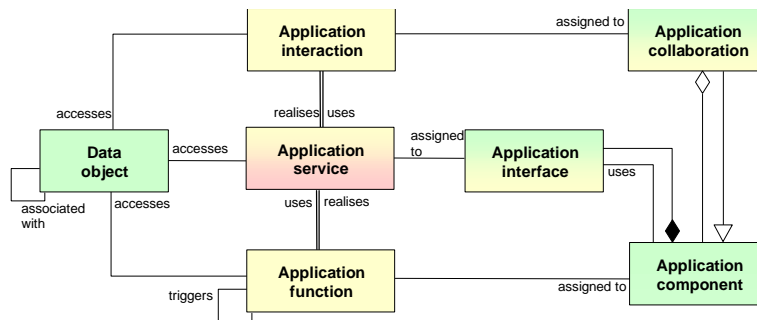 Application
interaction
assigned to
Application
collaboration
accesses
realises
uses
Data
object
accesses
Application
service
assigned
to
Application
interface
uses
accesses
associated
with
uses
realises
triggers
Application
function
assigned to
Application
component